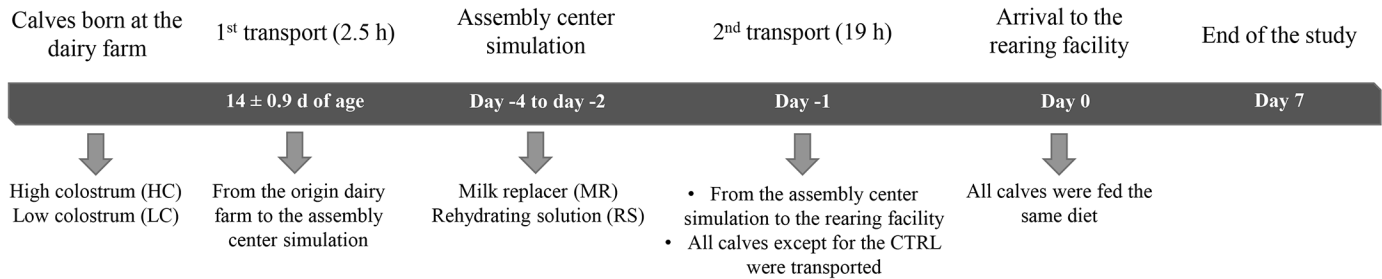 Calves born at the
dairy farm
1st transport (2.5 h)
Assembly center
simulation
2nd transport (19 h)
Arrival to the
rearing facility
End of the study
14 ± 0.9 d of age
Day -4 to day -2
Day -1
Day 0
Day 7
High colostrum (HC)
Low colostrum (LC)
From the origin dairy
farm to the assembly
center simulation
Milk replacer (MR)
Rehydrating solution (RS)
• From the assembly center
simulation to the rearing facility
• All calves except for the CTRL
were transported
All calves were fed the
same diet